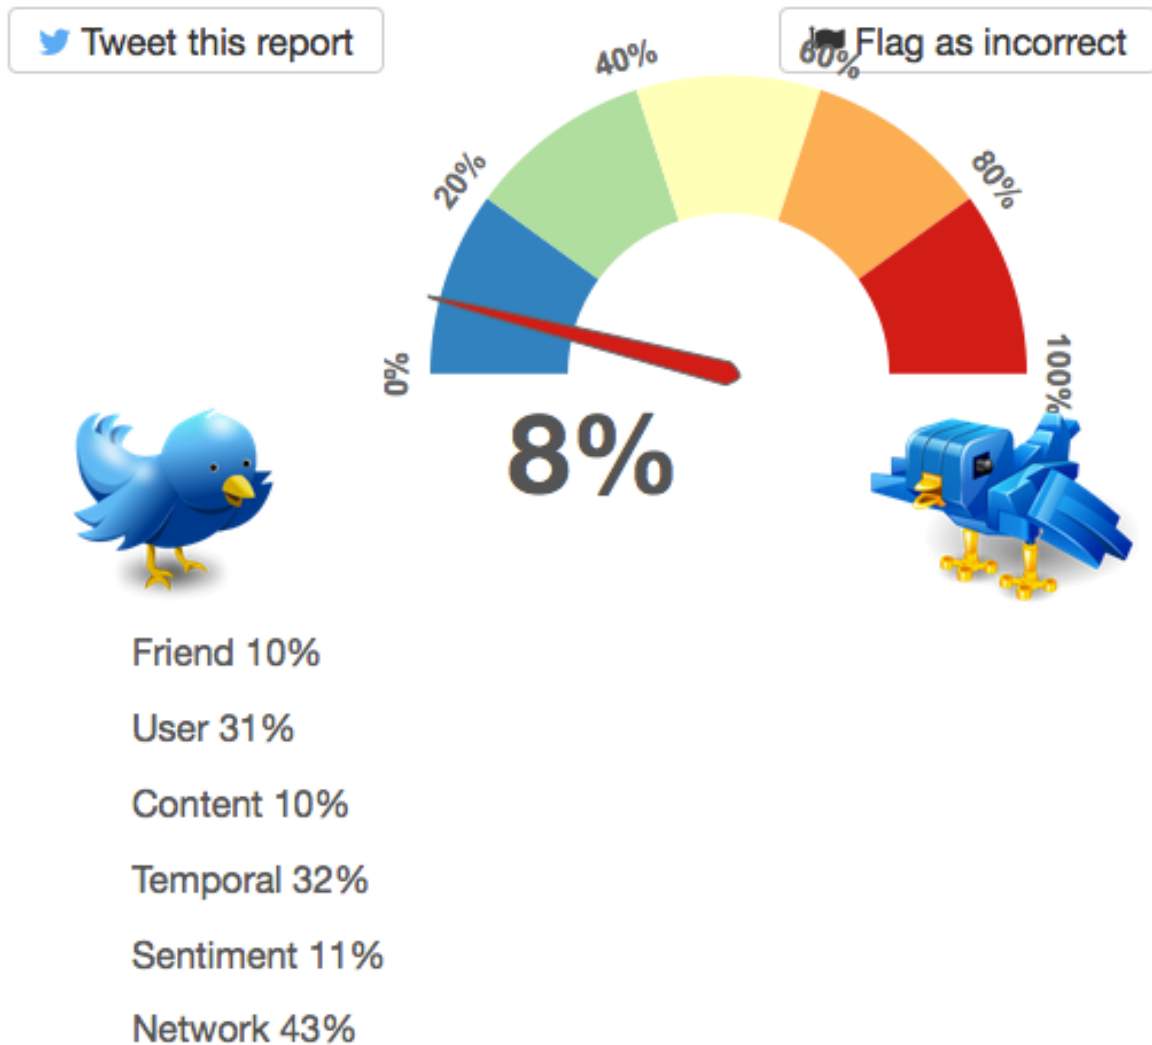 Tweet this report
Flag as incorrect
40%
60%
20%
80%
0%
100%
8%
Friend 10%
User 31%
Content 10%
Temporal 32%
Sentiment 11%
Network 43%